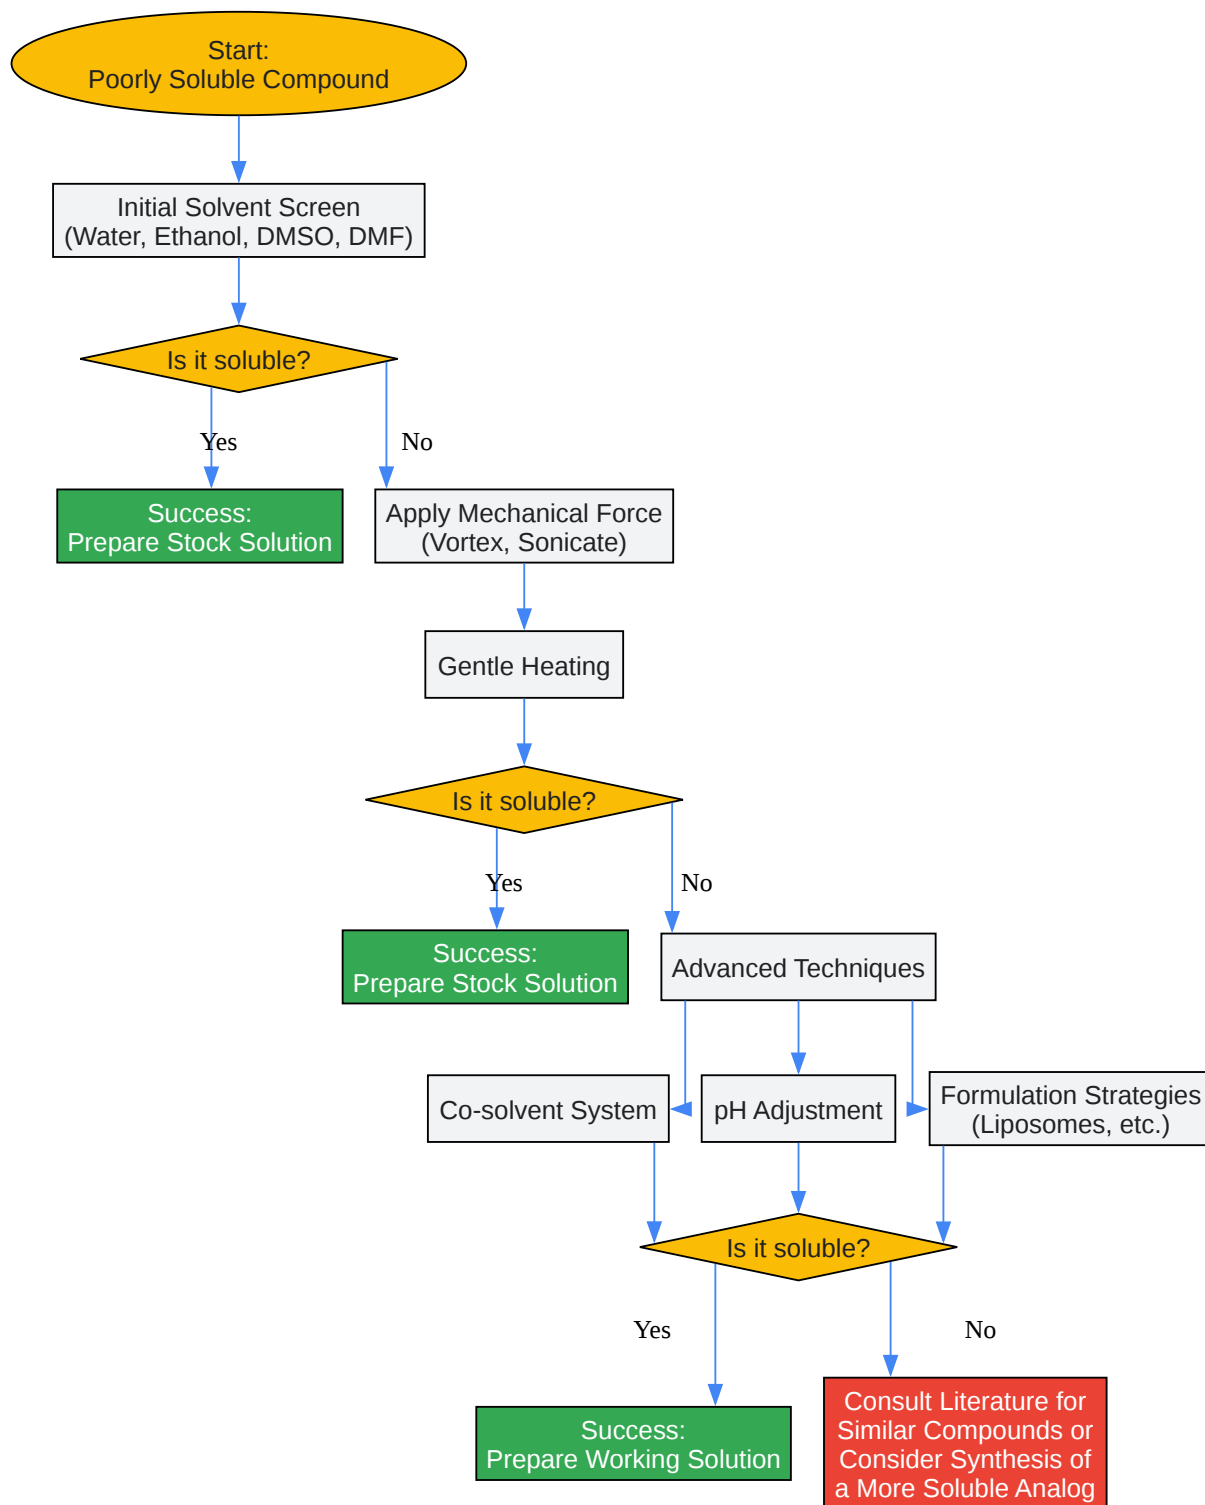 Start:
Poorly Soluble Compound
Initial Solvent Screen
(Water, Ethanol, DMSO, DMF)
Is it soluble?
Yes
No
Success:
Prepare Stock Solution
Apply Mechanical Force
(Vortex, Sonicate)
Gentle Heating
Is it soluble?
Yes
No
Success:
Prepare Stock Solution
Advanced Techniques
Co-solvent System
pH Adjustment
Formulation Strategies
(Liposomes, etc.)
Is it soluble?
Yes
No
Success:
Prepare Working Solution
Consult Literature for
Similar Compounds or
Consider Synthesis of
a More Soluble Analog